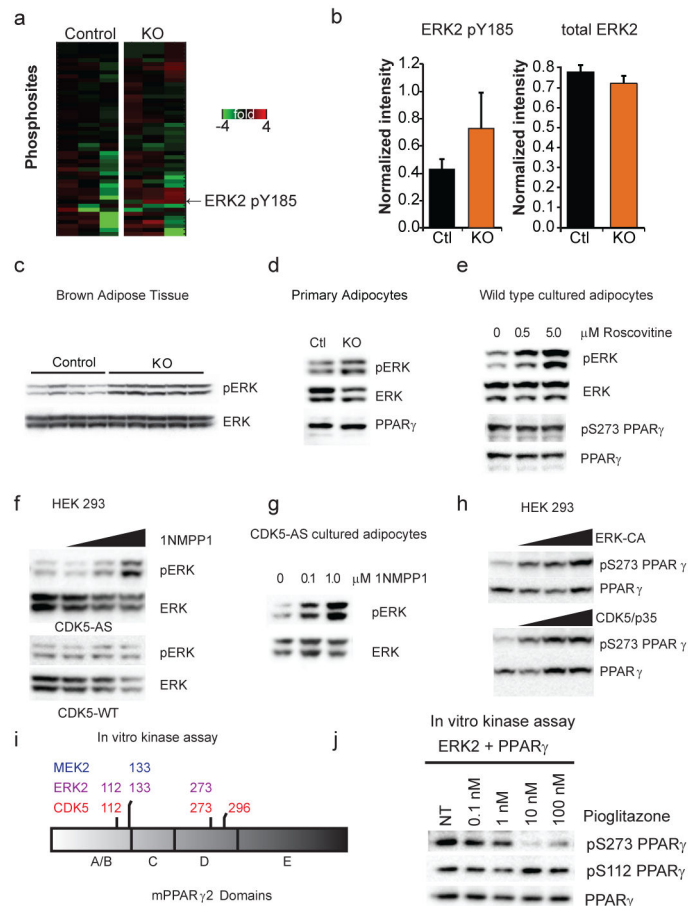 a
Control KO
Phosphosites
fold
-4 4
←ERK2 pY185
b
ERK2 pY185 total ERK2
Normalized intensity
1.2
1.0
0.8
0.6
0.4
0.2
0
Ctl KO
Normalized intensity
0.8
0.7
0.6
0.5
0.4
0.3
0.2
0.1
0.0
Ctl KO
c
Brown Adipose Tissue
Control KO
pERK
ERK
d
Primary Adipocytes
Ctl KO
pERK
ERK
PPARγ
e
Wild type cultured adipocytes
0 0.5 5.0 μM Roscovitine
pERK
ERK
pS273 PPARγ
PPARγ
f
HEK 293
1NMPP1
pERK
ERK
CDK5-AS
pERK
ERK
CDK5-WT
g
CDK5-AS cultured adipocytes
0 0.1 1.0 μM 1NMPP1
pERK
ERK
h
HEK 293
ERK-CA
pS273 PPAR γ
PPARγ
CDK5/p35
pS273 PPAR γ
PPARγ
i
In vitro kinase assay
MEK2 133
ERK2 112 133 273
CDK5 112 273 296
A/B C D E
mPPARγ2 Domains
j
In vitro kinase assay
ERK2 + PPARγ
NT 0.1 nM 1 nM 10 nM 100 nM Pioglitazone
pS273 PPARγ
pS112 PPARγ
PPARγ